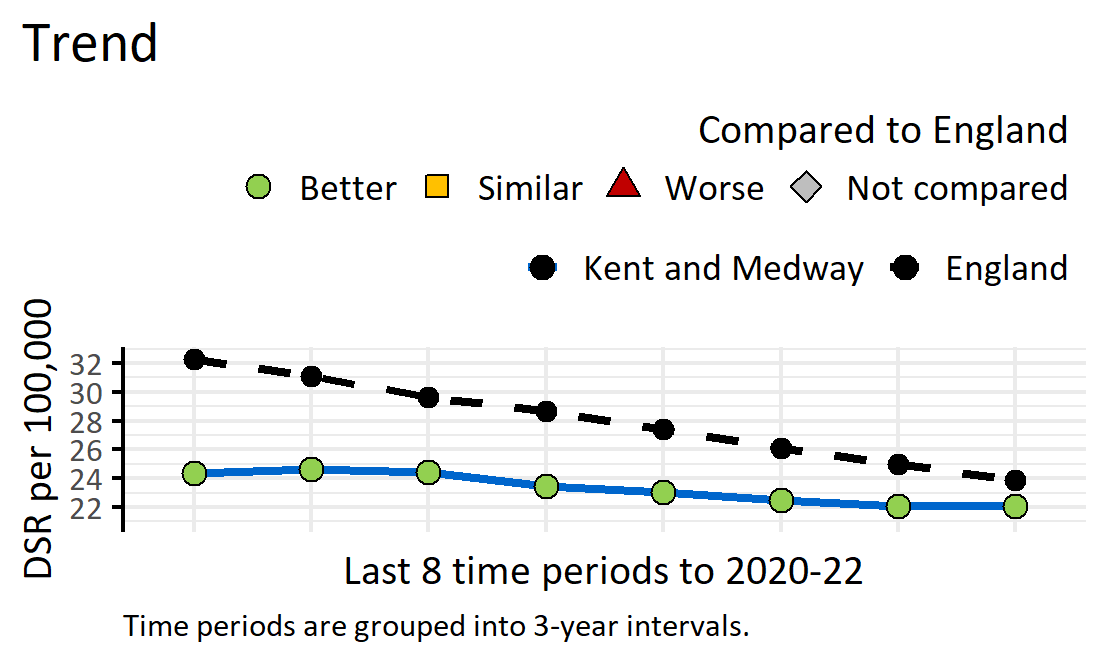 Trend
Compared to England
Better Similar Worse Not compared
Kent and Medway England
DSR per 100,000
32
30
28
26
24
22
Last 8 time periods to 2020-22
Time periods are grouped into 3-year intervals.